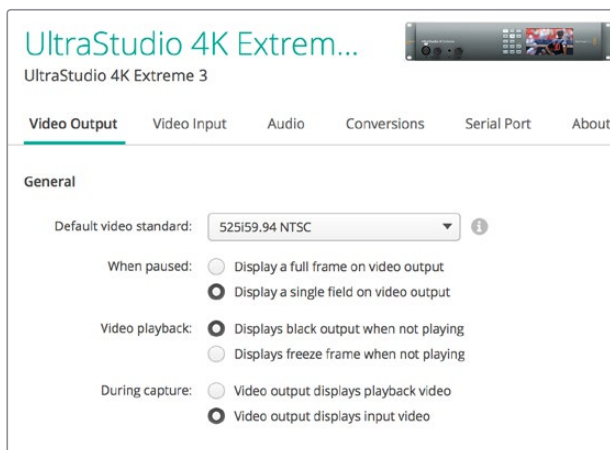 UltraStudio 4K Extrem...
UltraStudio 4K Extreme 3
Video Output Video Input Audio Conversions Serial Port About
General
Default video standard: 525i59.94 NTSC
When paused: Display a full frame on video output
Display a single field on video output
Video playback: Displays black output when not playing
Displays freeze frame when not playing
During capture: Video output displays playback video
Video output displays input video